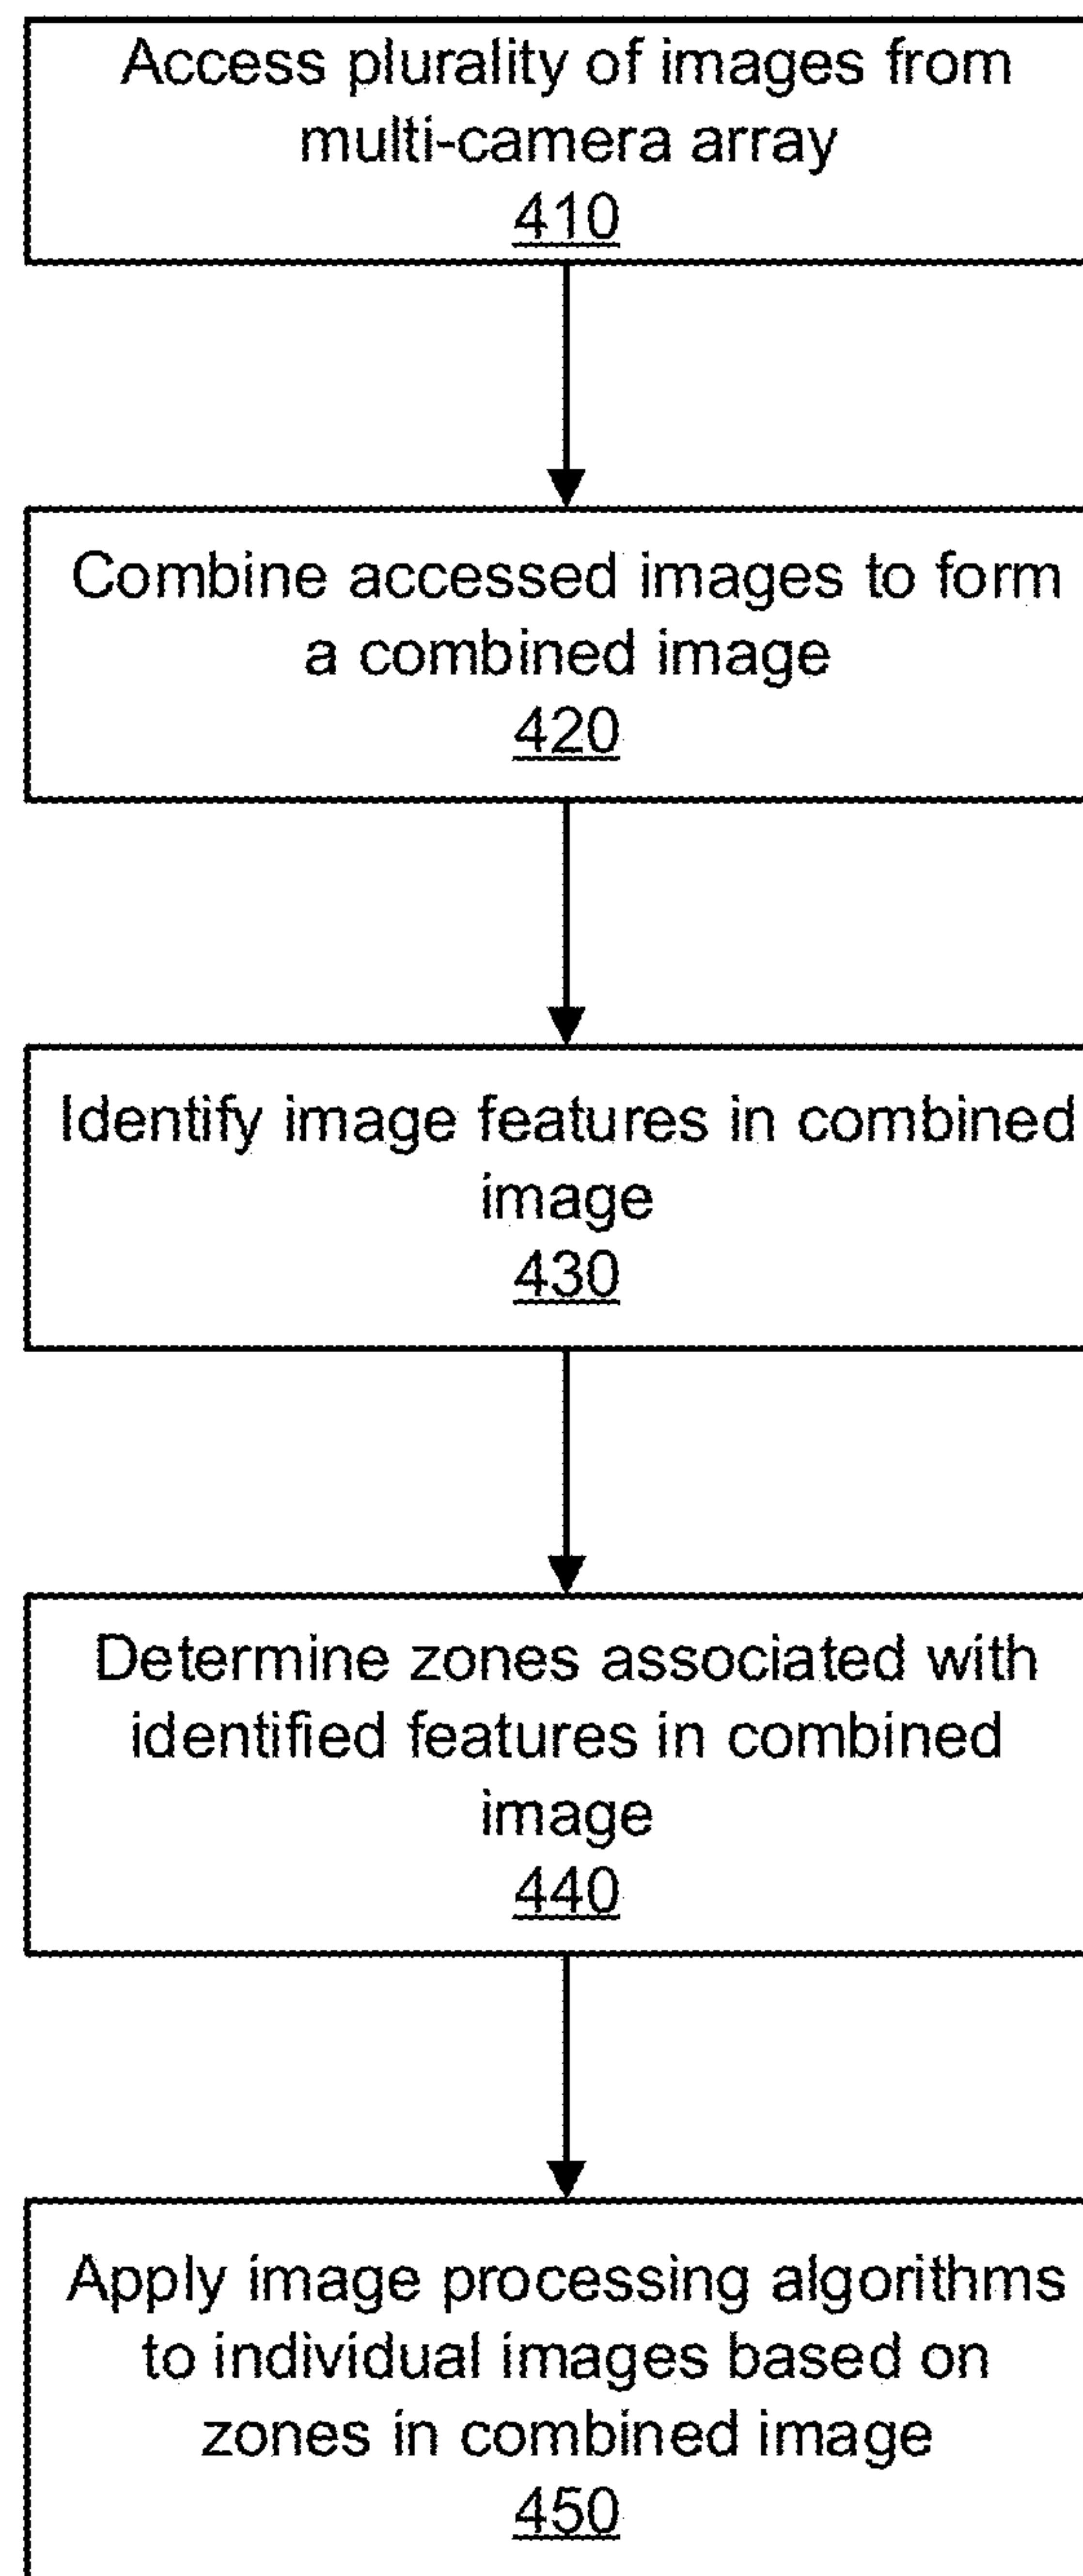 Access plurality of images from
multi-camera array
410
Combine accessed images to form
a combined image
420
Identify image features in combined
image
430
Determine zones associated with
identified features in combined
image
440
Apply image processing algorithms
to individual images based on
zones in combined image
450